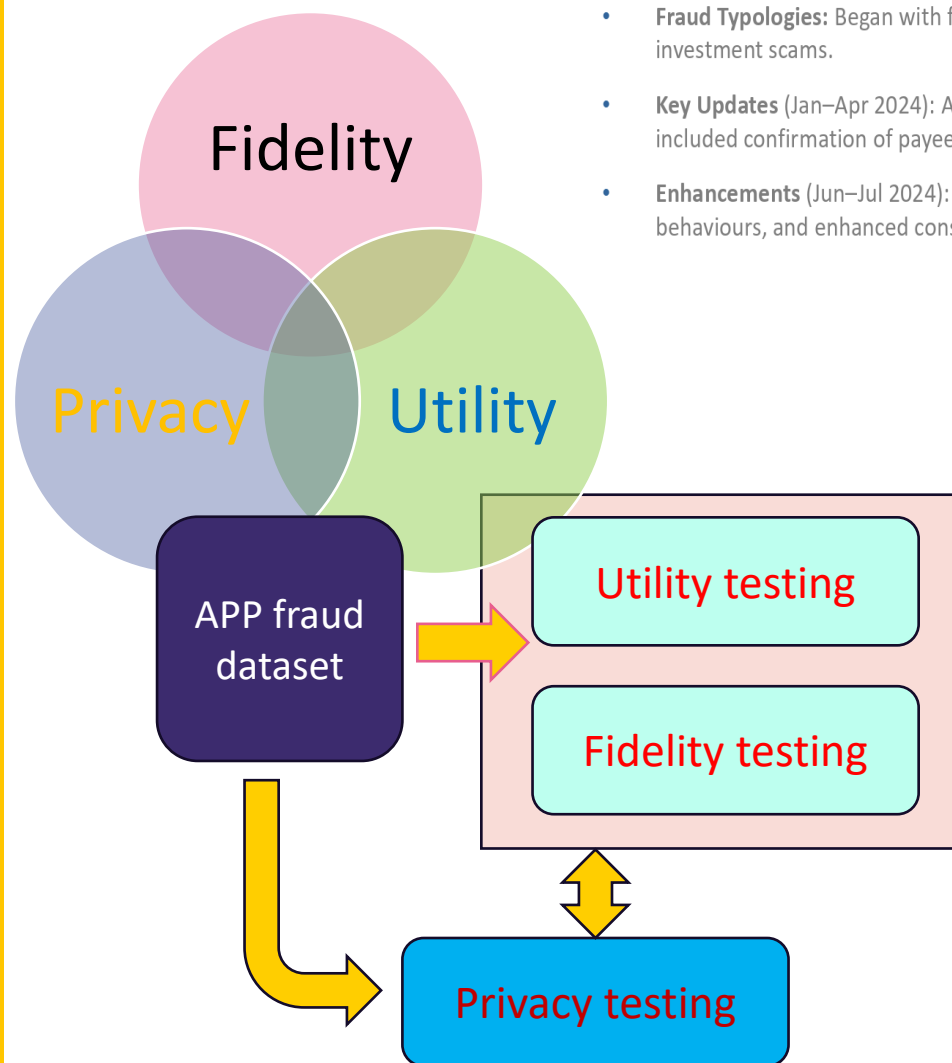 Fidelity
Privacy
Utility
• Fraud Typologies: Began with
investment scams.
• Key Updates (Jan–Apr 2024):
included confirmation of payee
• Enhancements (Jun–Jul 2024):
behaviours, and enhanced
APP fraud
dataset
Utility testing
Fidelity testing
Privacy testing